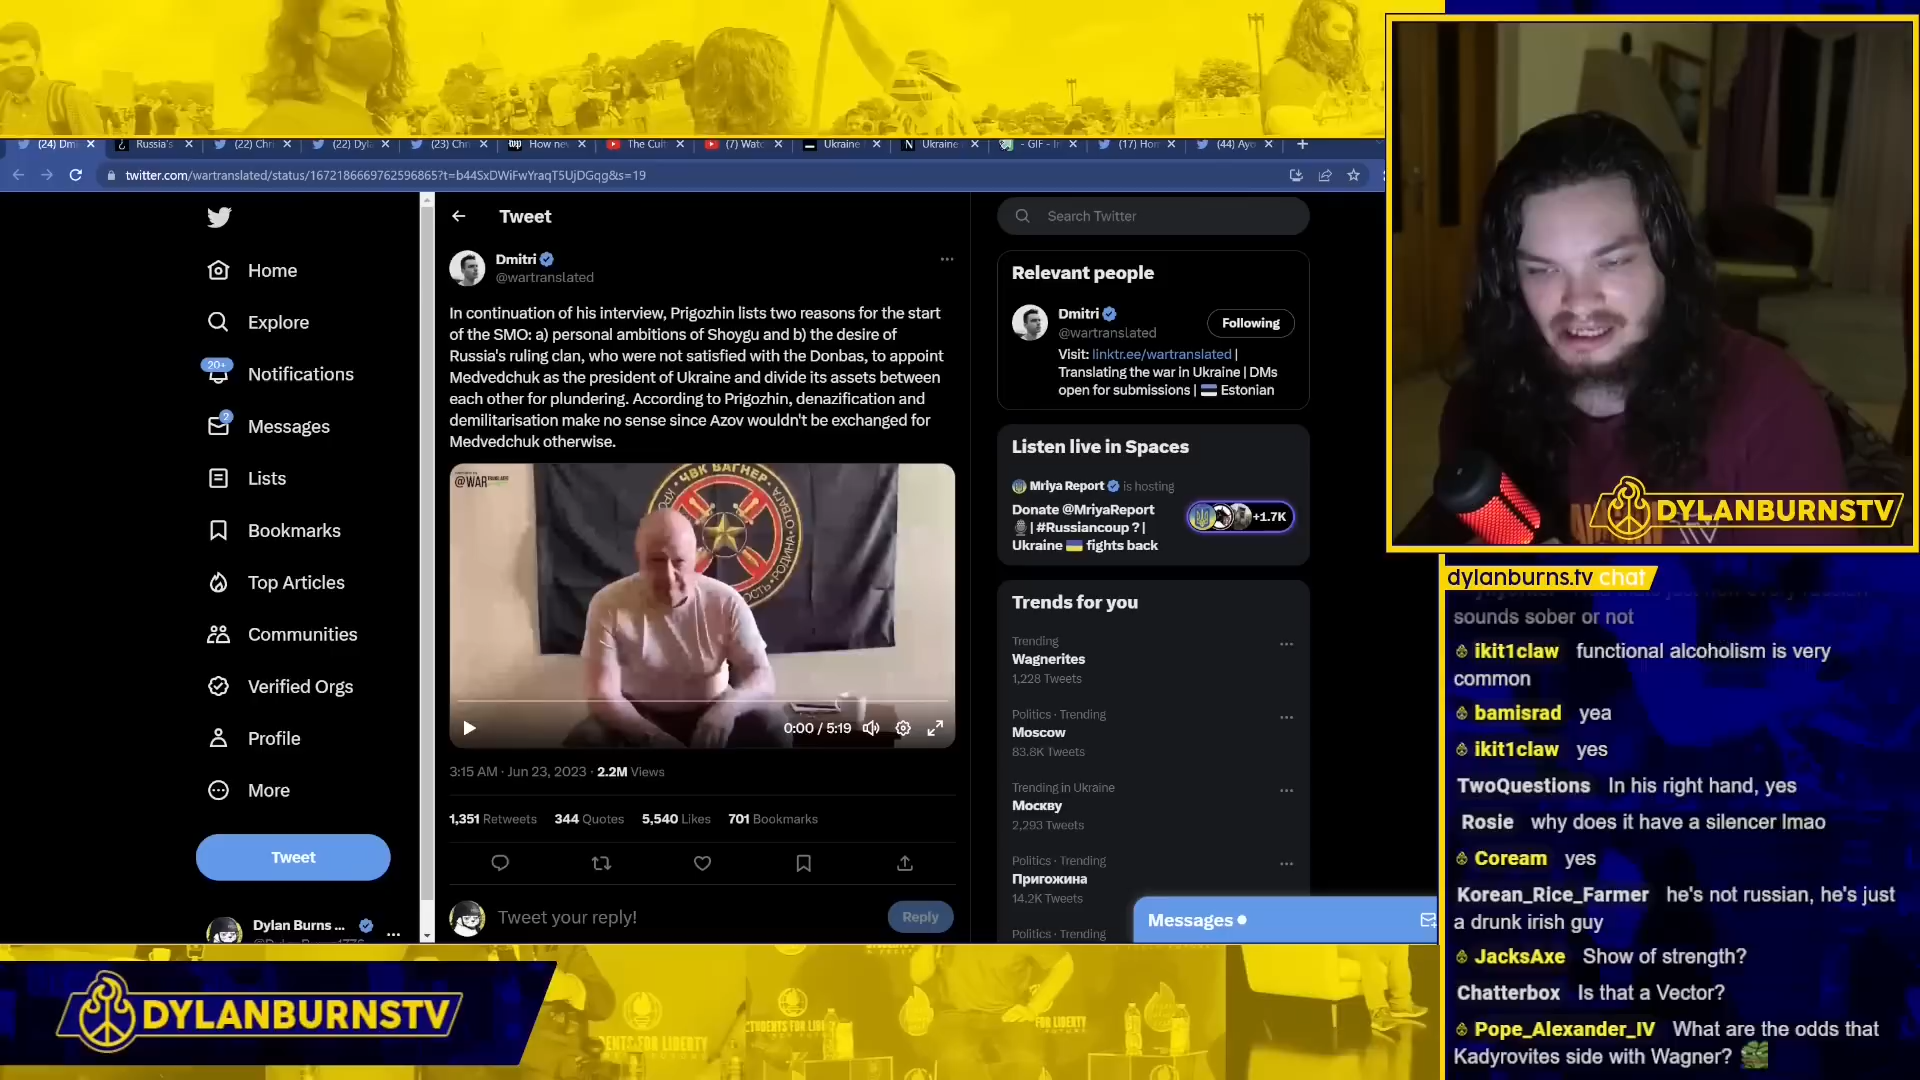 (24) Dm
Russia's
(22) Chri
(22) Dyl
(23) Chr
How nev
The Cult
(7) Watc
Ukraine
Ukraine
- GIF - I
(17) Hom
(44) Ayo
twitter.com/wartranslated/status/1672186669762596865?t=b44SxDWiFwYraqT5UjDGqg&s=19
Home
Explore
20+
Notifications
2
Messages
Lists
Bookmarks
Top Articles
Communities
Verified Orgs
Profile
More
Tweet
Dylan Burns ...
Tweet
Dmitri
@wartranslated
In continuation of his interview, Prigozhin lists two reasons for the start
of the SMO: a) personal ambitions of Shoygu and b) the desire of
Russia's ruling clan, who were not satisfied with the Donbas, to appoint
Medvedchuk as the president of Ukraine and divide its assets between
each other for plundering. According to Prigozhin, denazification and
demilitarisation make no sense since Azov wouldn't be exchanged for
Medvedchuk otherwise.
@WAR TRANSLATED
ЧВК ВАГНЕР
РОДИНА ОТВАГА
0:00 / 5:19
3:15 AM · Jun 23, 2023 · 2.2M Views
1,351 Retweets 344 Quotes 5,540 Likes 701 Bookmarks
Tweet your reply!
Reply
Search Twitter
Relevant people
Dmitri
@wartranslated
Following
Visit: linktr.ee/wartranslated |
Translating the war in Ukraine | DMs
open for submissions | Estonian
Listen live in Spaces
Mriya Report is hosting
Donate @MriyaReport
| #Russiancoup ? |
Ukraine fights back
+1.7K
Trends for you
Trending
Wagnerites
1,228 Tweets
Politics · Trending
Moscow
83.8K Tweets
Trending in Ukraine
Москву
2,293 Tweets
Politics · Trending
Пригожина
14.2K Tweets
Politics · Trending
Messages
DYLANBURNSTV
dylanburns.tv chat
sounds sober or not
ikit1claw functional alcoholism is very
common
bamisrad yea
ikit1claw yes
TwoQuestions In his right hand, yes
Rosie why does it have a silencer lmao
Coream yes
Korean_Rice_Farmer he's not russian, he's just
a drunk irish guy
JacksAxe Show of strength?
Chatterbox Is that a Vector?
Pope_Alexander_IV What are the odds that
Kadyrovites side with Wagner?
DYLANBURNSTV
FOR LIBERTY